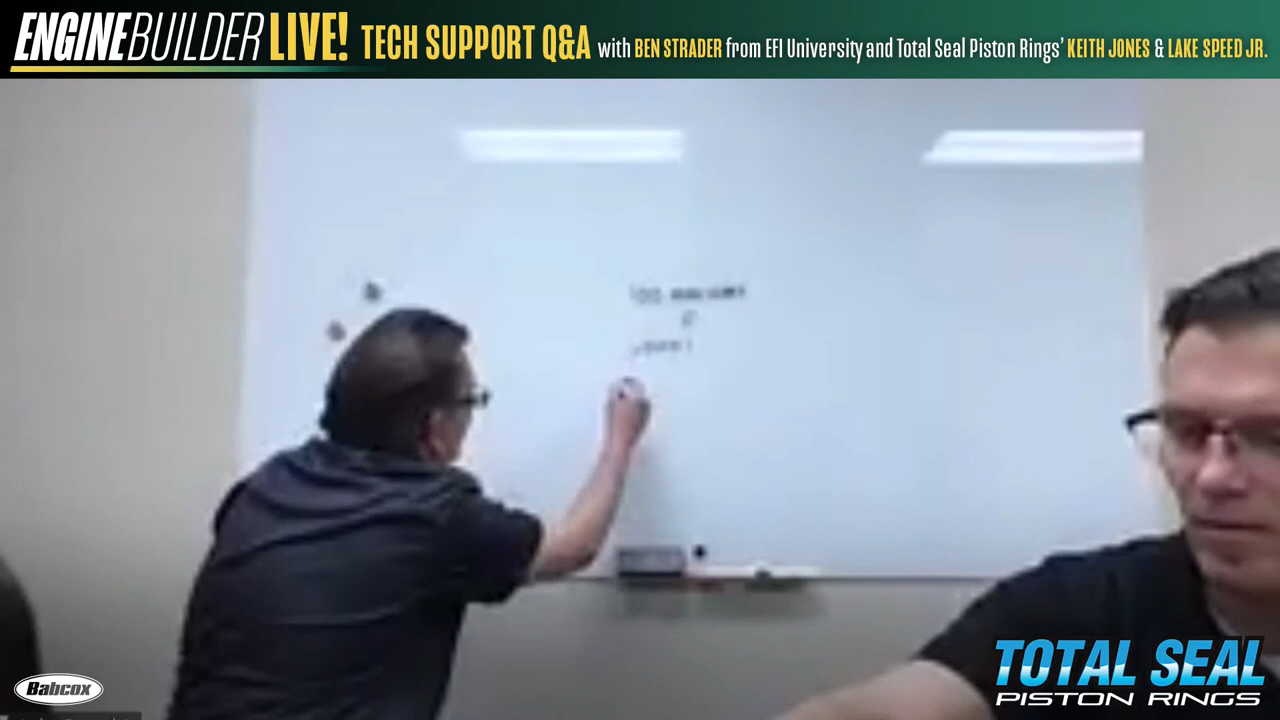 ENGINEBUILDER LIVE! TECH SUPPORT Q&A with BEN STRADER from EFI University and Total Seal Piston Rings' KEITH JONES & LAKE SPEED JR.
Babcox
TOTAL SEAL
PISTON RINGS